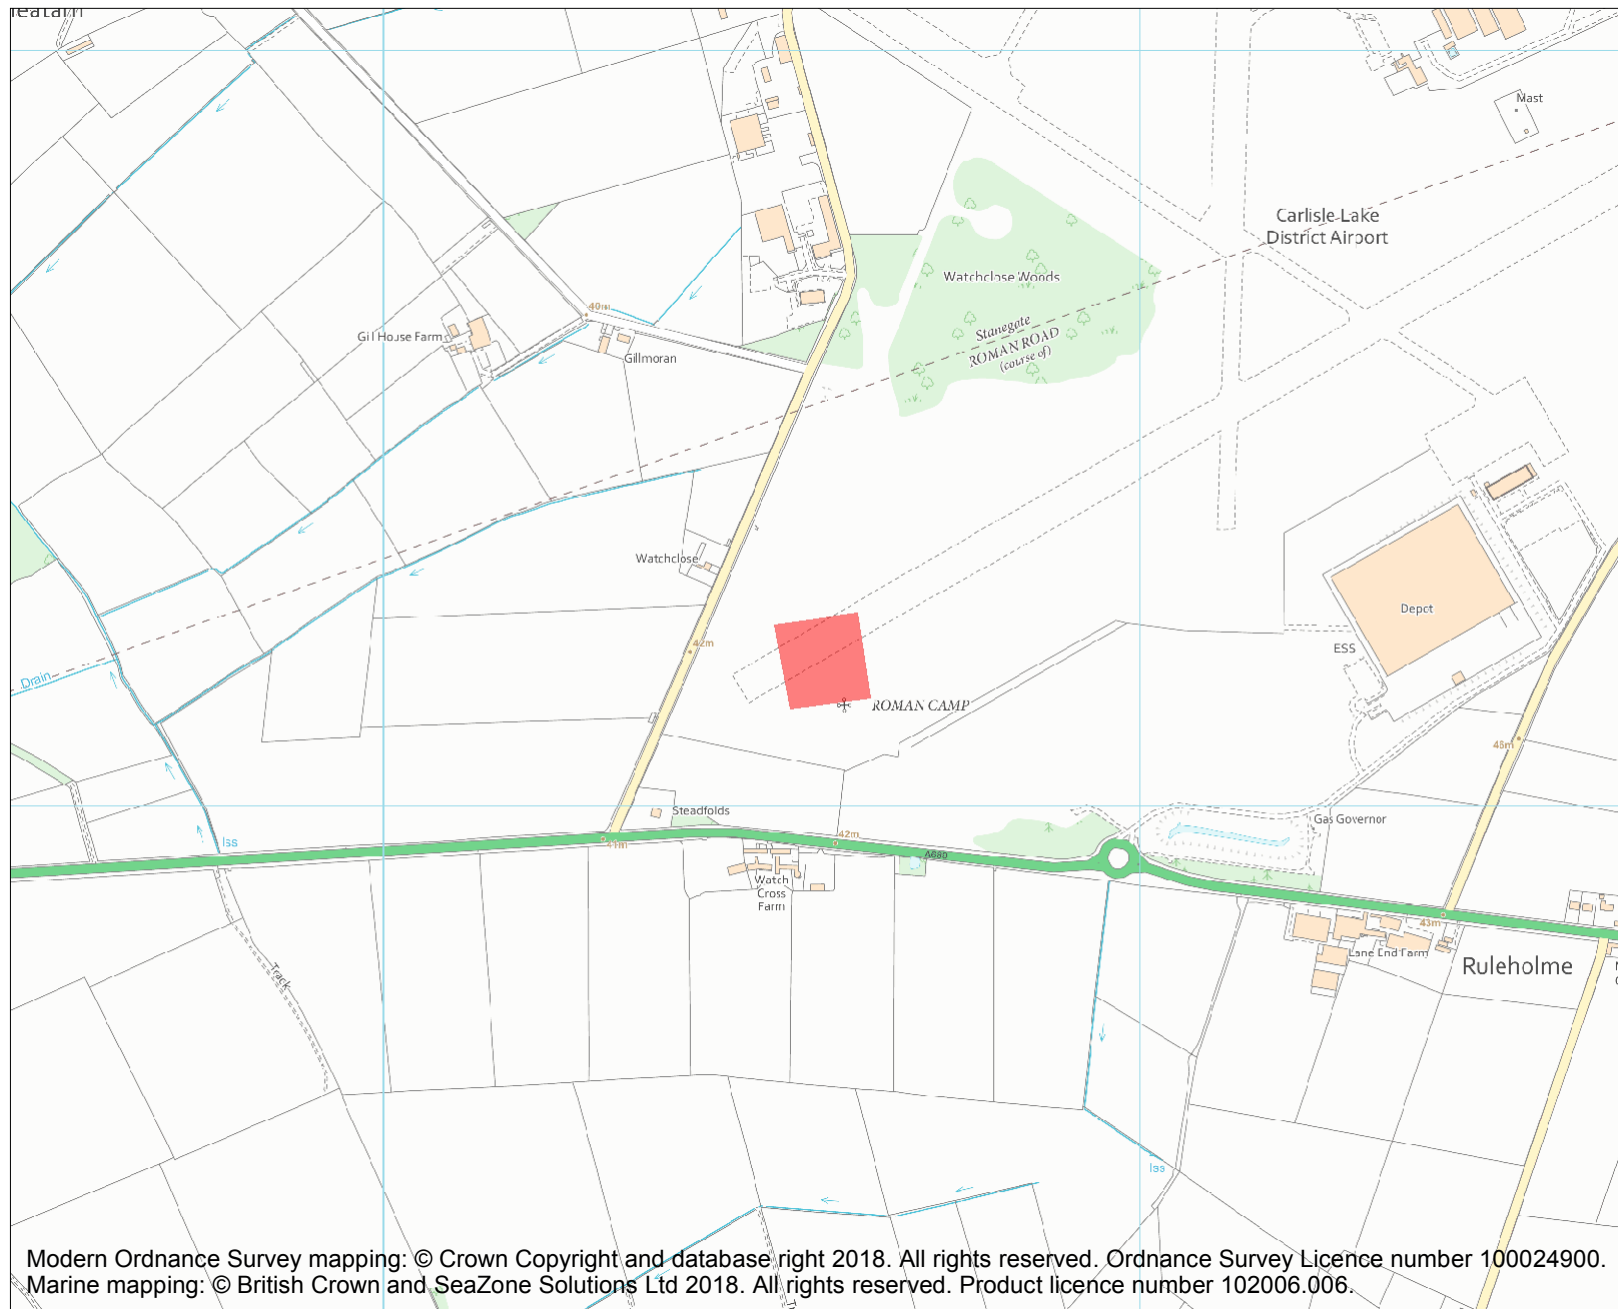 Mast
Carlisle Lake
District Airport
Watchclose Woods
Stanegate
ROMAN ROAD
(course of)
40m
Gill House Farm
Gillmoran
Watchclose
Depot
42m
ESS
Drain
ROMAN CAMP
45m
Steadfolds
Gas Governor
Iss
41m
42m
A689
Watch
Cross
Farm
43m
Lane End Farm
Ruleholme
Track
Iss
Modern Ordnance Survey mapping: © Crown Copyright and database right 2018. All rights reserved. Ordnance Survey Licence number 100024900.
Marine mapping: © British Crown and SeaZone Solutions Ltd 2018. All rights reserved. Product licence number 102006.006.